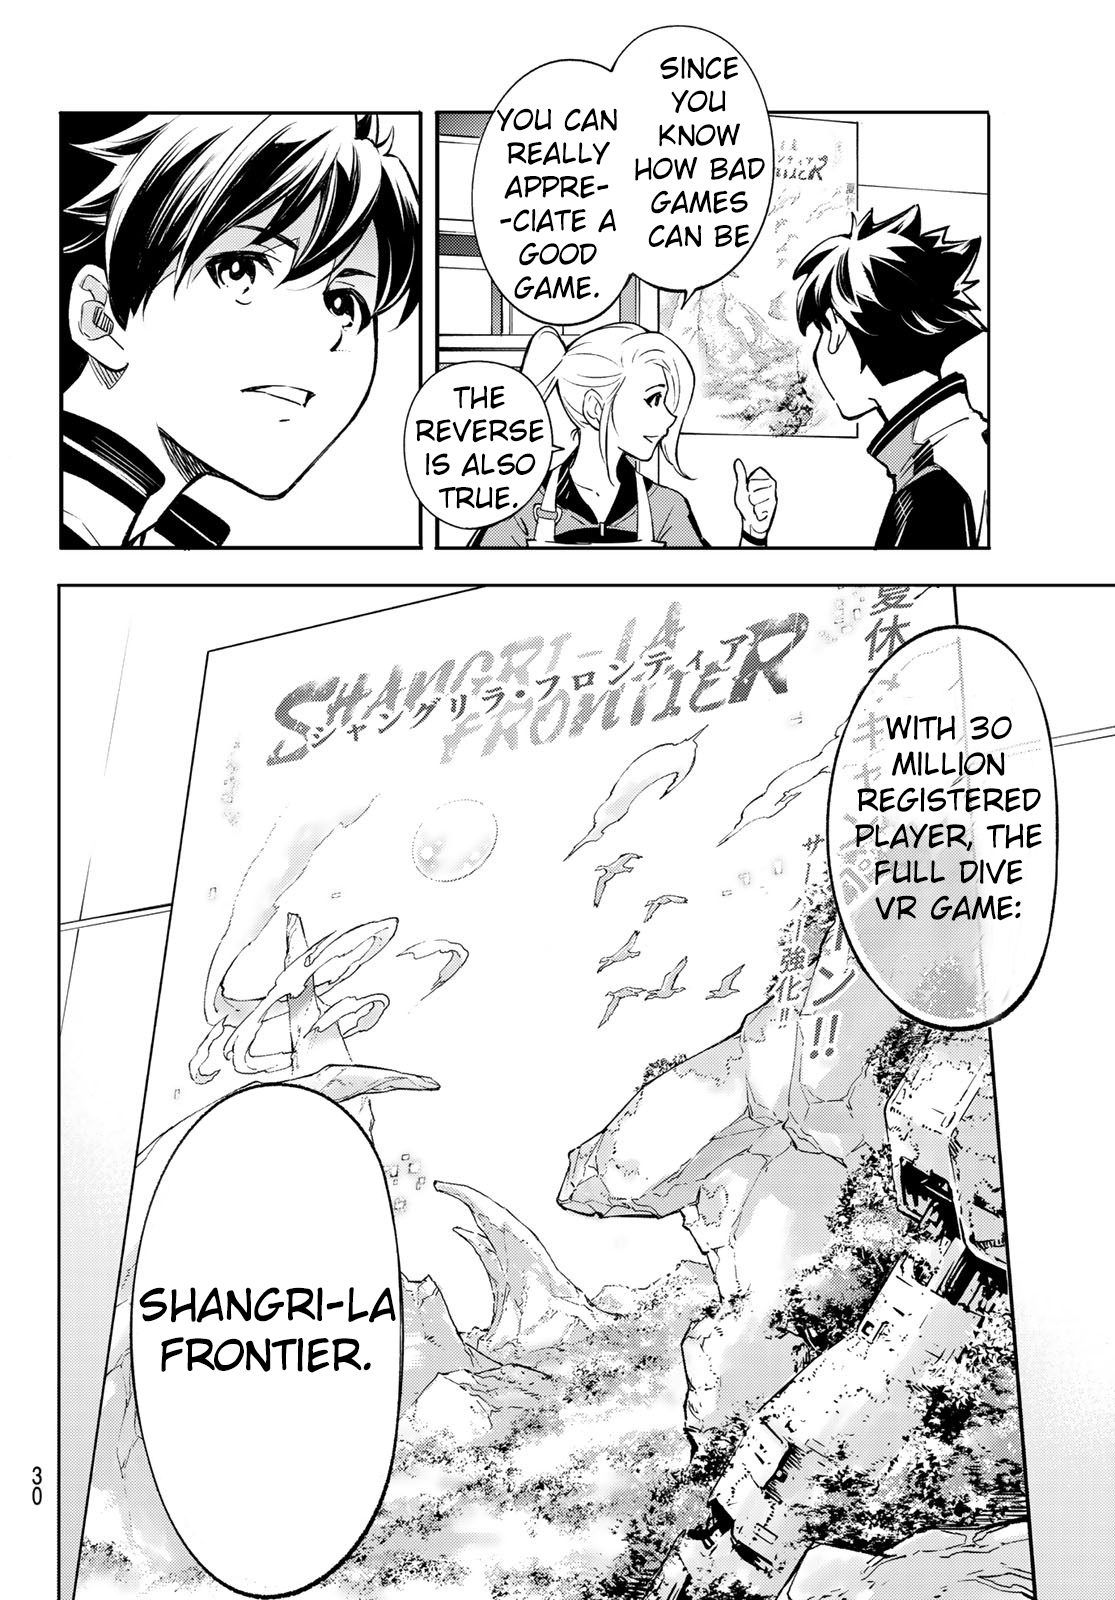 SINCE
YOU
KNOW
HOW BAD
GAMES
CAN BE
YOU CAN
REALLY
APPRE-
-CIATE A
GOOD
GAME.
THE
REVERSE
IS ALSO
TRUE.
SHANGRI-LA
FRONTIER
シャングリラ・フロンティア
夏休
サーバー強化!!
WITH 30
MILLION
REGISTERED
PLAYER, THE
FULL DIVE
VR GAME:
SHANGRI-LA
FRONTIER.
30